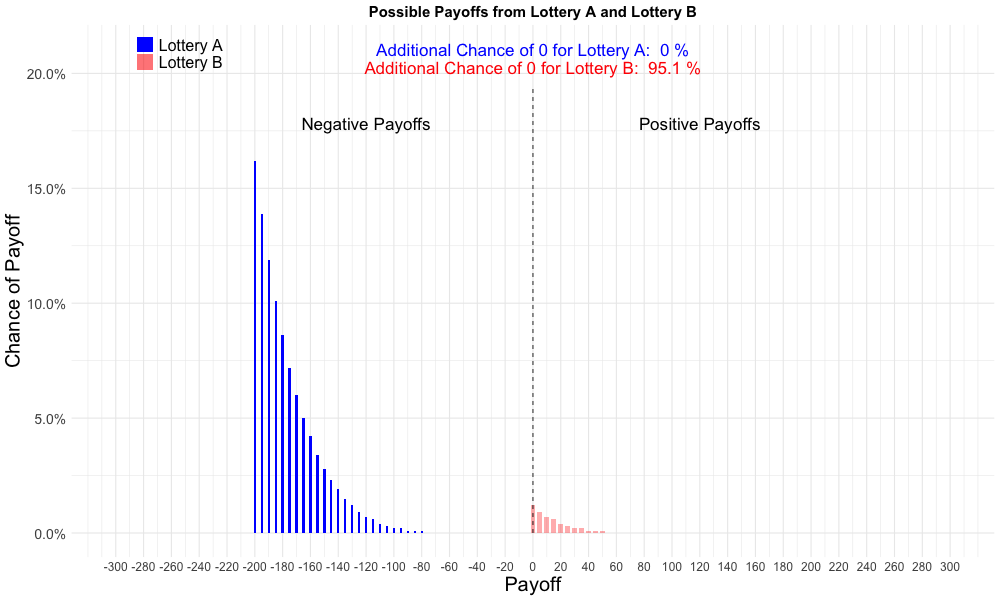 Possible Payoffs from Lottery A and Lottery B
Lottery A
Lottery B
Additional Chance of 0 for Lottery A:  0 %
Additional Chance of 0 for Lottery B:  95.1 %
Negative Payoffs
Positive Payoffs
Chance of Payoff
20.0%
15.0%
10.0%
5.0%
0.0%
-300 -280 -260 -240 -220 -200 -180 -160 -140 -120 -100 -80 -60 -40 -20 0 20 40 60 80 100 120 140 160 180 200 220 240 260 280 300
Payoff